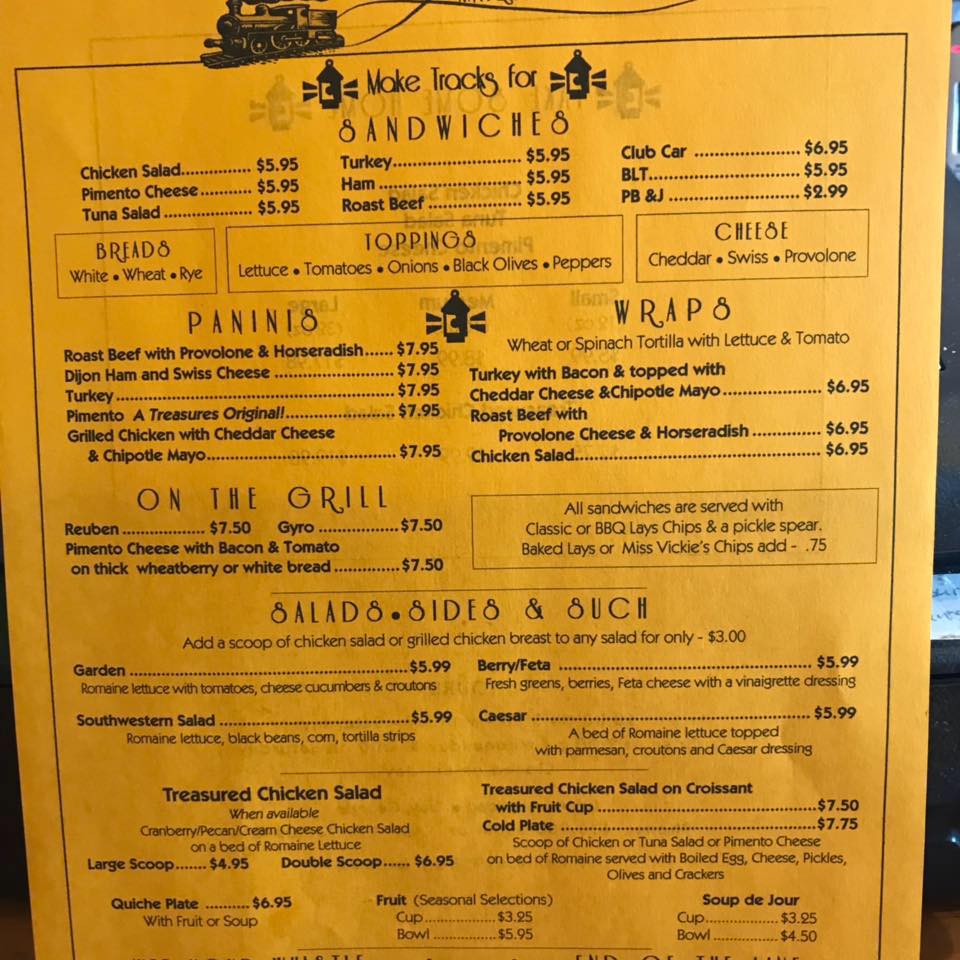 Make Tracks for
SANDWICHES
Chicken Salad............... $5.95
Pimento Cheese........... $5.95
Tuna Salad................... $5.95
Turkey............................ $5.95
Ham............................... $5.95
Roast Beef..................... $5.95
Club Car....................... $6.95
BLT................................. $5.95
PB &J............................. $2.99
BREADS
White • Wheat • Rye
TOPPINGS
Lettuce • Tomatoes • Onions • Black Olives • Peppers
CHEESE
Cheddar • Swiss • Provolone
PANINIS
Roast Beef with Provolone & Horseradish...... $7.95
Dijon Ham and Swiss Cheese........................... $7.95
Turkey............................................................. $7.95
Pimento A Treasures Original!......................... $7.95
Grilled Chicken with Cheddar Cheese
& Chipotle Mayo.......................................... $7.95
WRAPS
Wheat or Spinach Tortilla with Lettuce & Tomato
Turkey with Bacon & topped with
Cheddar Cheese &Chipotle Mayo.................... $6.95
Roast Beef with
Provolone Cheese & Horseradish.............. $6.95
Chicken Salad.................................................. $6.95
ON THE GRILL
Reuben.................. $7.50 Gyro................. $7.50
Pimento Cheese with Bacon & Tomato
on thick wheatberry or white bread.............. $7.50
All sandwiches are served with
Classic or BBQ Lays Chips & a pickle spear.
Baked Lays or Miss Vickie's Chips add - .75
SALADS•SIDES & SUCH
Add a scoop of chicken salad or grilled chicken breast to any salad for only - $3.00
Garden............................................................ $5.99
Romaine lettuce with tomatoes, cheese cucumbers & croutons
Berry/Feta....................................................... $5.99
Fresh greens, berries, Feta cheese with a vinaigrette dressing
Southwestern Salad......................................... $5.99
Romaine lettuce, black beans, corn, tortilla strips
Caesar............................................................. $5.99
A bed of Romaine lettuce topped
with parmesan, croutons and Caesar dressing
Treasured Chicken Salad
When available
Cranberry/Pecan/Cream Cheese Chicken Salad
on a bed of Romaine Lettuce
Large Scoop....... $4.95 Double Scoop...... $6.95
Treasured Chicken Salad on Croissant
with Fruit Cup................................................ $7.50
Cold Plate....................................................... $7.75
Scoop of Chicken or Tuna Salad or Pimento Cheese
on bed of Romaine served with Boiled Egg, Cheese, Pickles,
Olives and Crackers
Quiche Plate.......... $6.95
With Fruit or Soup
Fruit (Seasonal Selections)
Cup................. $3.25
Bowl................ $5.95
Soup de Jour
Cup................. $3.25
Bowl................ $4.50